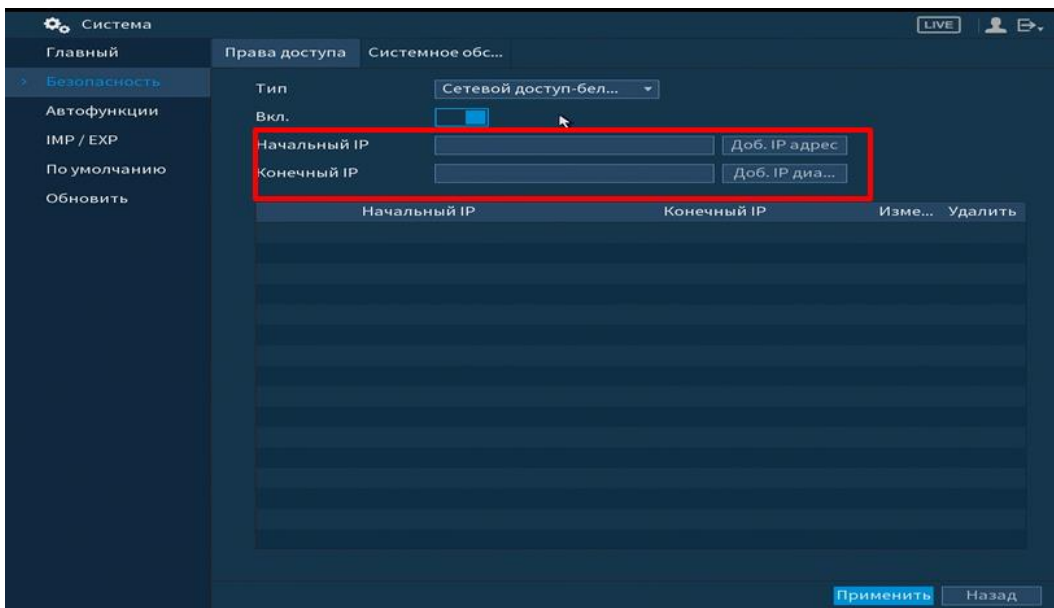 Система LIVE
Главный
Безопасность
Автофункции
IMP / EXP
По умолчанию
Обновить
Права доступа Системное обс...
Тип Сетевой доступ-бел...
Вкл.
Начальный IP Доб. IP адрес
Конечный IP Доб. IP диа...
Начальный IP Конечный IP Изме... Удалить
Применить Назад